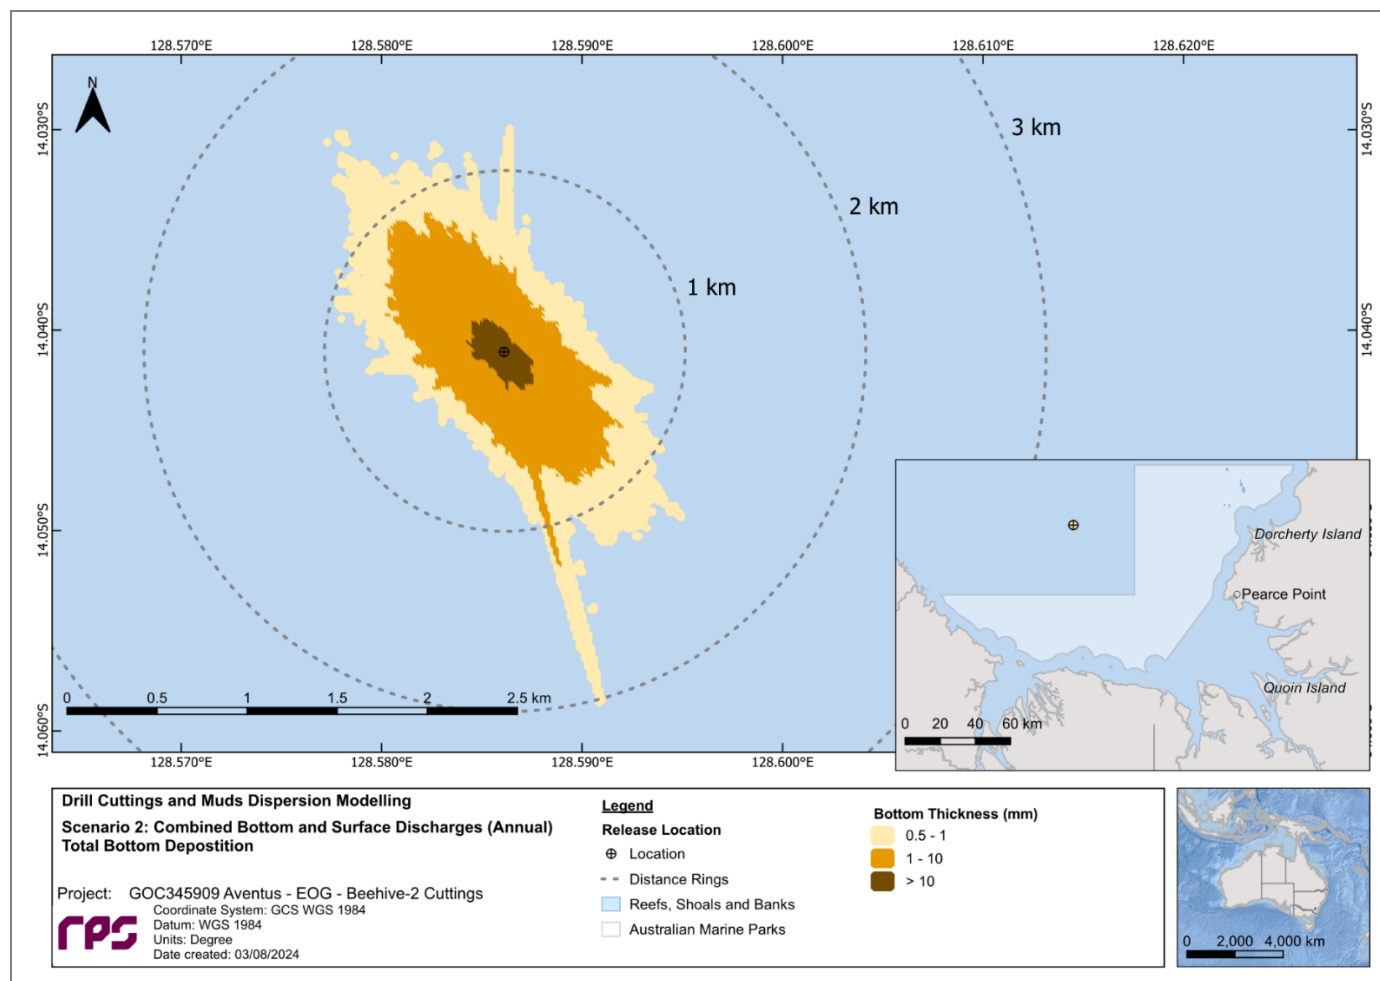 128.570°E 128.580°E 128.590°E 128.600°E 128.610°E 128.620°E
N
14.030°S
14.030°S
3 km
2 km
1 km
14.040°S
14.040°S
14.050°S
Dorcherty Island
Pearce Point
Quoin Island
0 20 40 60 km
0 0.5 1 1.5 2 2.5 km
14.060°S
128.570°E 128.580°E 128.590°E 128.600°E
Drill Cuttings and Muds Dispersion Modelling
Scenario 2: Combined Bottom and Surface Discharges (Annual)
Total Bottom Depostition
Project: GOC345909 Aventus - EOG - Beehive-2 Cuttings
rps
Coordinate System: GCS WGS 1984
Datum: WGS 1984
Units: Degree
Date created: 03/08/2024
Legend
Release Location
Location
Distance Rings
Reefs, Shoals and Banks
Australian Marine Parks
Bottom Thickness (mm)
0.5 - 1
1 - 10
> 10
0 2,000 4,000 km